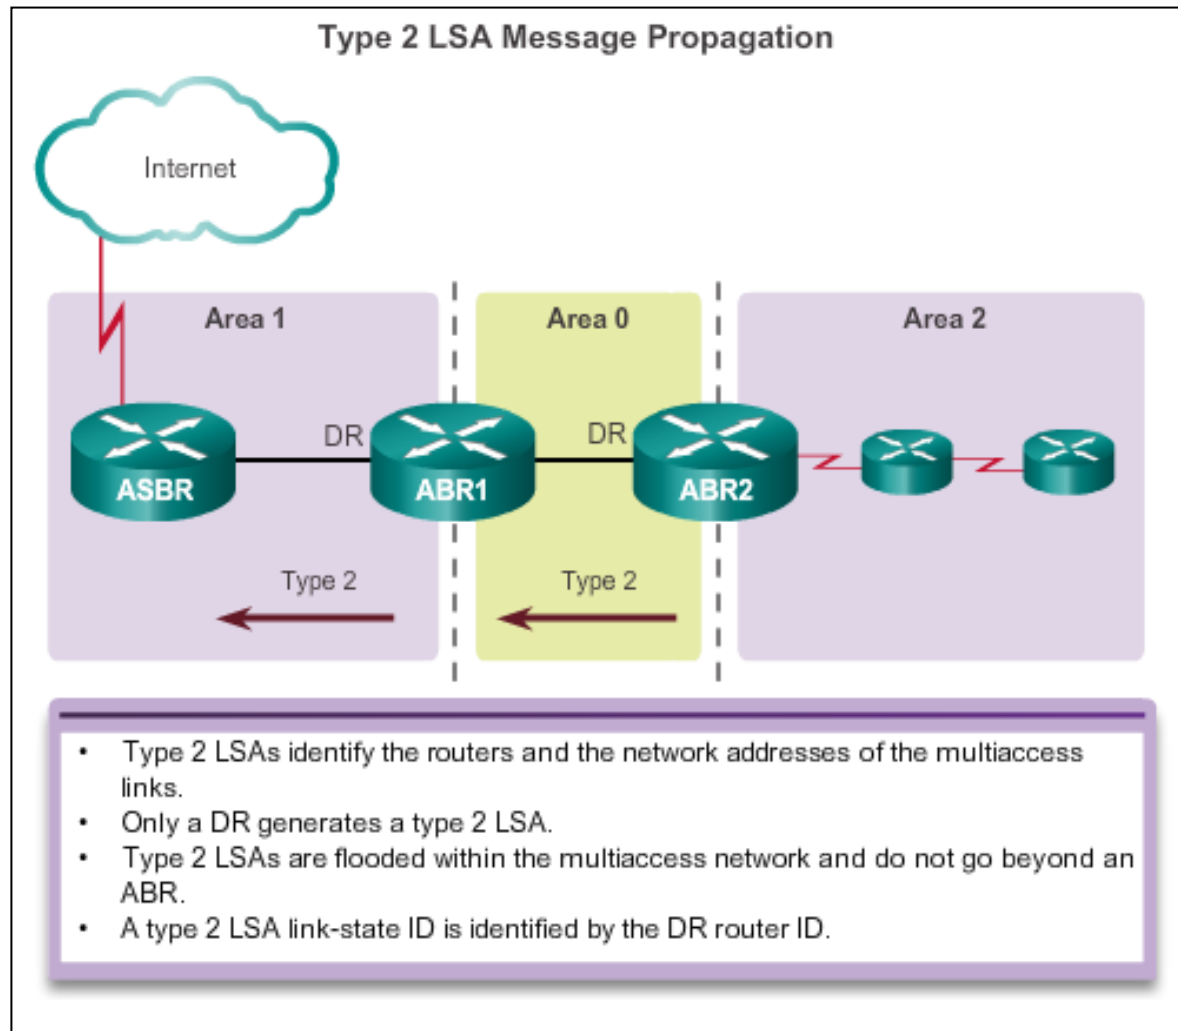 Type 2 LSA Message Propagation
Internet
Area 1
Area 0
Area 2
DR
DR
ASBR
ABR1
ABR2
Type 2
Type 2
• Type 2 LSAs identify the routers and the network addresses of the multiaccess
links.
• Only a DR generates a type 2 LSA.
• Type 2 LSAs are flooded within the multiaccess network and do not go beyond an
ABR.
• A type 2 LSA link-state ID is identified by the DR router ID.